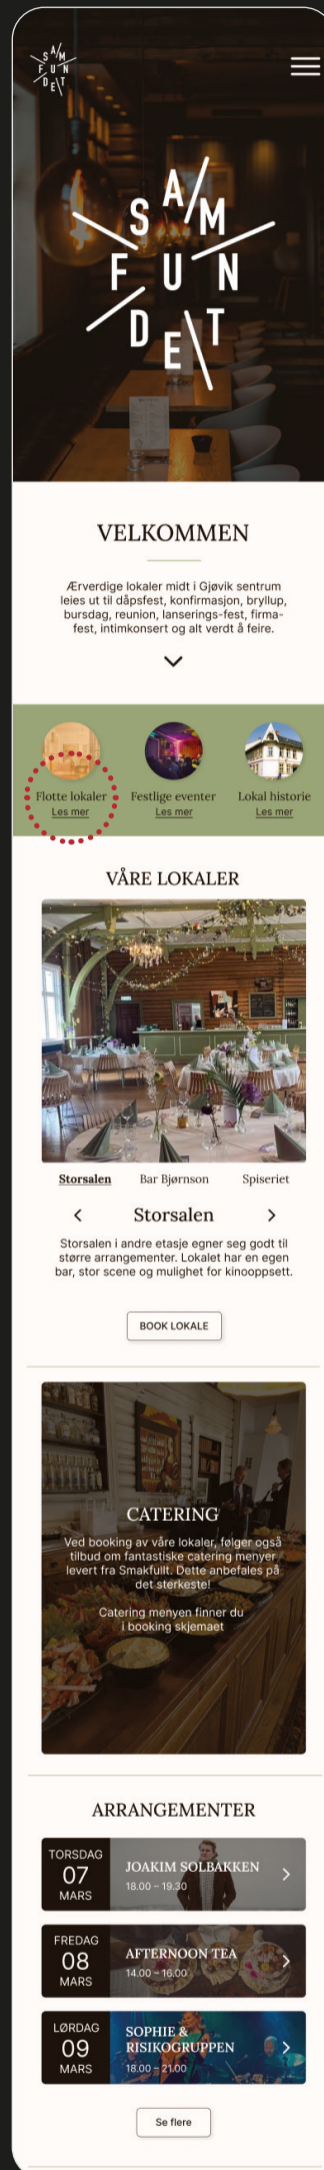 SAMFUNDET
SAM
FUN
DET
VELKOMMEN
Ærverdige lokaler midt i Gjøvik sentrum
leies ut til dåpsfest, konfirmasjon, bryllup,
bursdag, reunion, lanserings-fest, firma-
fest, intimkonsert og alt verdt å feire.
Flotte lokaler
Les mer
Festlige eventer
Les mer
Lokal historie
Les mer
VÅRE LOKALER
Storsalen Bar Bjørnson Spiseriet
Storsalen
Storsalen i andre etasje egner seg godt til
større arrangementer. Lokalet har en egen
bar, stor scene og mulighet for kinooppsett.
BOOK LOKALE
CATERING
Ved booking av våre lokaler, følger også
tilbud om fantastiske catering menyer
levert fra Smakfullt. Dette anbefales på
det sterkeste!
Catering menyen finner du
i booking skjemaet
ARRANGEMENTER
TORSDAG
07
MARS
JOAKIM SOLBAKKEN
18.00 – 19.30
FREDAG
08
MARS
AFTERNOON TEA
14.00 – 16.00
LØRDAG
09
MARS
SOPHIE &
RISIKOGRUPPEN
18.00 – 21.00
Se flere